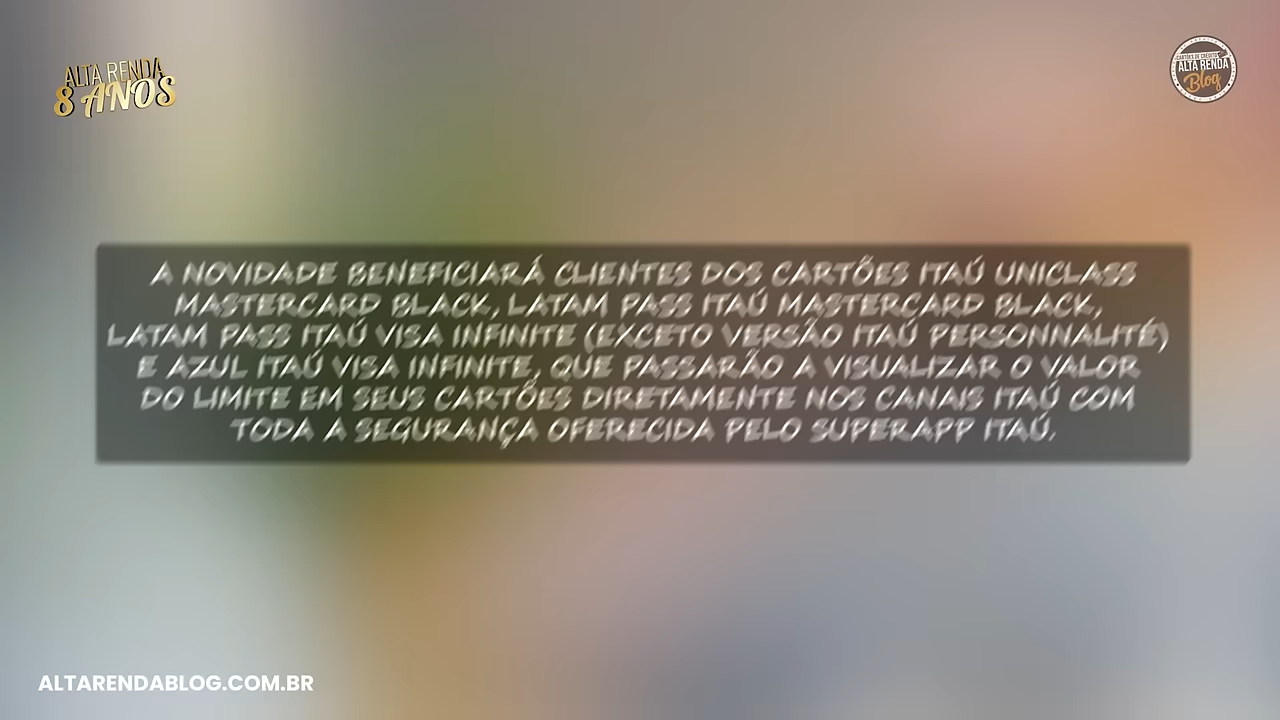 ALTA RENDA
8 ANOS
CARTÕES DE CRÉDITO
ALTA RENDA
Blog
A NOVIDADE BENEFICIARÁ CLIENTES DOS CARTÕES ITAÚ UNICLASS
MASTERCARD BLACK, LATAM PASS ITAÚ MASTERCARD BLACK,
LATAM PASS ITAÚ VISA INFINITE (EXCETO VERSÃO ITAÚ PERSONNALITÉ)
E AZUL ITAÚ VISA INFINITE, QUE PASSARÃO A VISUALIZAR O VALOR
DO LIMITE EM SEUS CARTÕES DIRETAMENTE NOS CANAIS ITAÚ COM
TODA A SEGURANÇA OFERECIDA PELO SUPERAPP ITAÚ.
ALTARENDABLOG.COM.BR